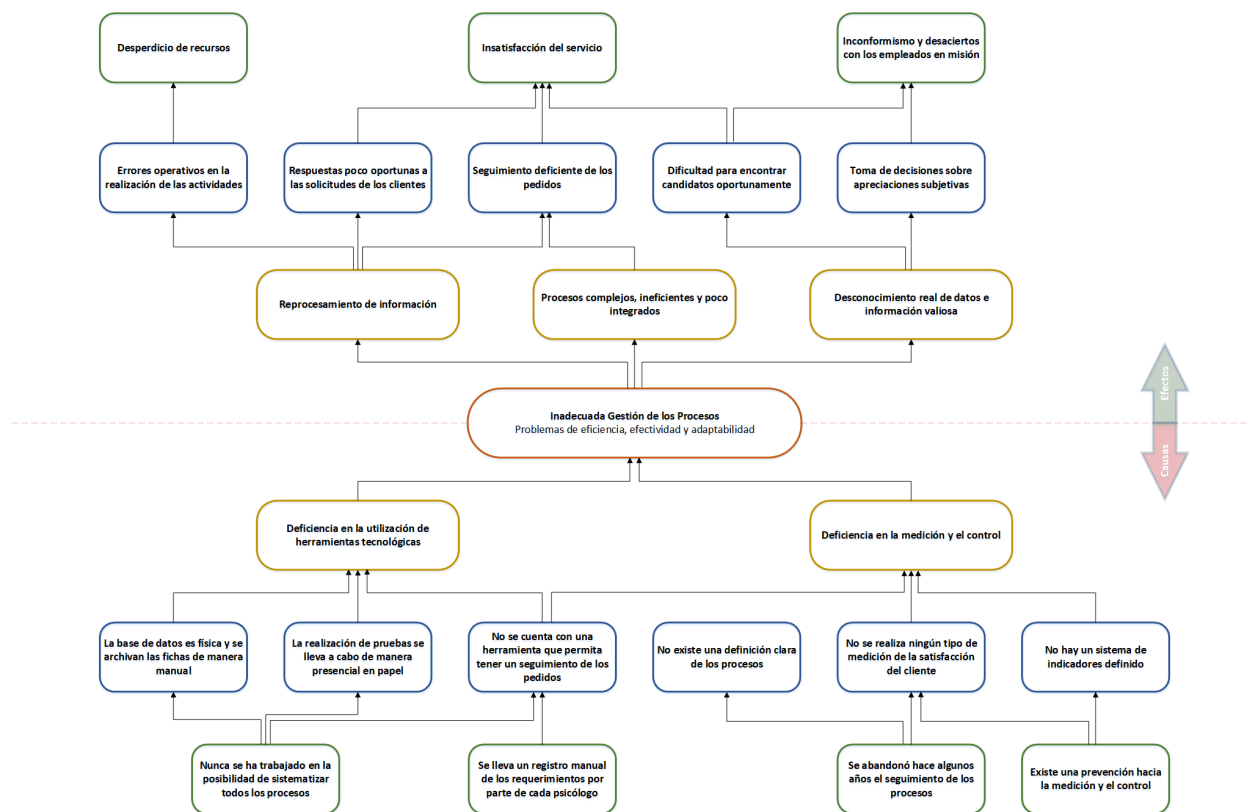 Desperdicio de recursos
Insatisfacción del servicio
Inconformismo y desaciertos
con los empleados en misión
Errores operativos en la
realización de las actividades
Respuestas poco oportunas a
las solicitudes de los clientes
Seguimiento deficiente de los
pedidos
Dificultad para encontrar
candidatos oportunamente
Toma de decisiones sobre
apreciaciones subjetivas
Reprocesamiento de información
Procesos complejos, ineficientes y poco
integrados
Desconocimiento real de datos e
información valiosa
Efectos
Inadecuada Gestión de los Procesos
Problemas de eficiencia, efectividad y adaptabilidad
Causas
Deficiencia en la utilización de
herramientas tecnológicas
Deficiencia en la medición y el control
La base de datos es física y se
archivan las fichas de manera
manual
La realización de pruebas se
lleva a cabo de manera
presencial en papel
No se cuenta con una
herramienta que permita
tener un seguimiento de los
pedidos
No existe una definición clara
de los procesos
No se realiza ningún tipo de
medición de la satisfacción del
cliente
No hay un sistema de
indicadores definido
Nunca se ha trabajado en la
posibilidad de sistematizar
todos los procesos
Se lleva un registro manual
de los requerimientos por
parte de cada psicólogo
Se abandonó hace algunos
años el seguimiento de los
procesos
Existe una prevención hacia
la medición y el control